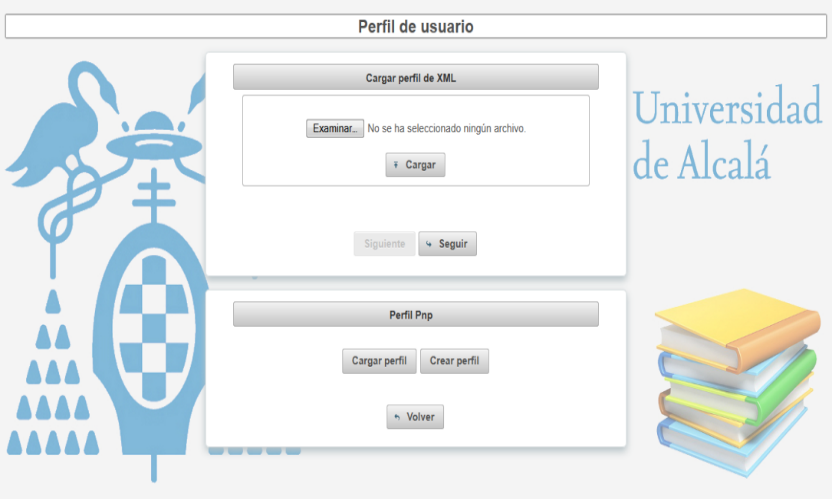 Perfil de usuario
Cargar perfil de XML
Examinar.. No se ha seleccionado ningún archivo.
Cargar
Siguiente Seguir
Perfil Pnp
Cargar perfil Crear perfil
Volver
Universidad
de Alcalá